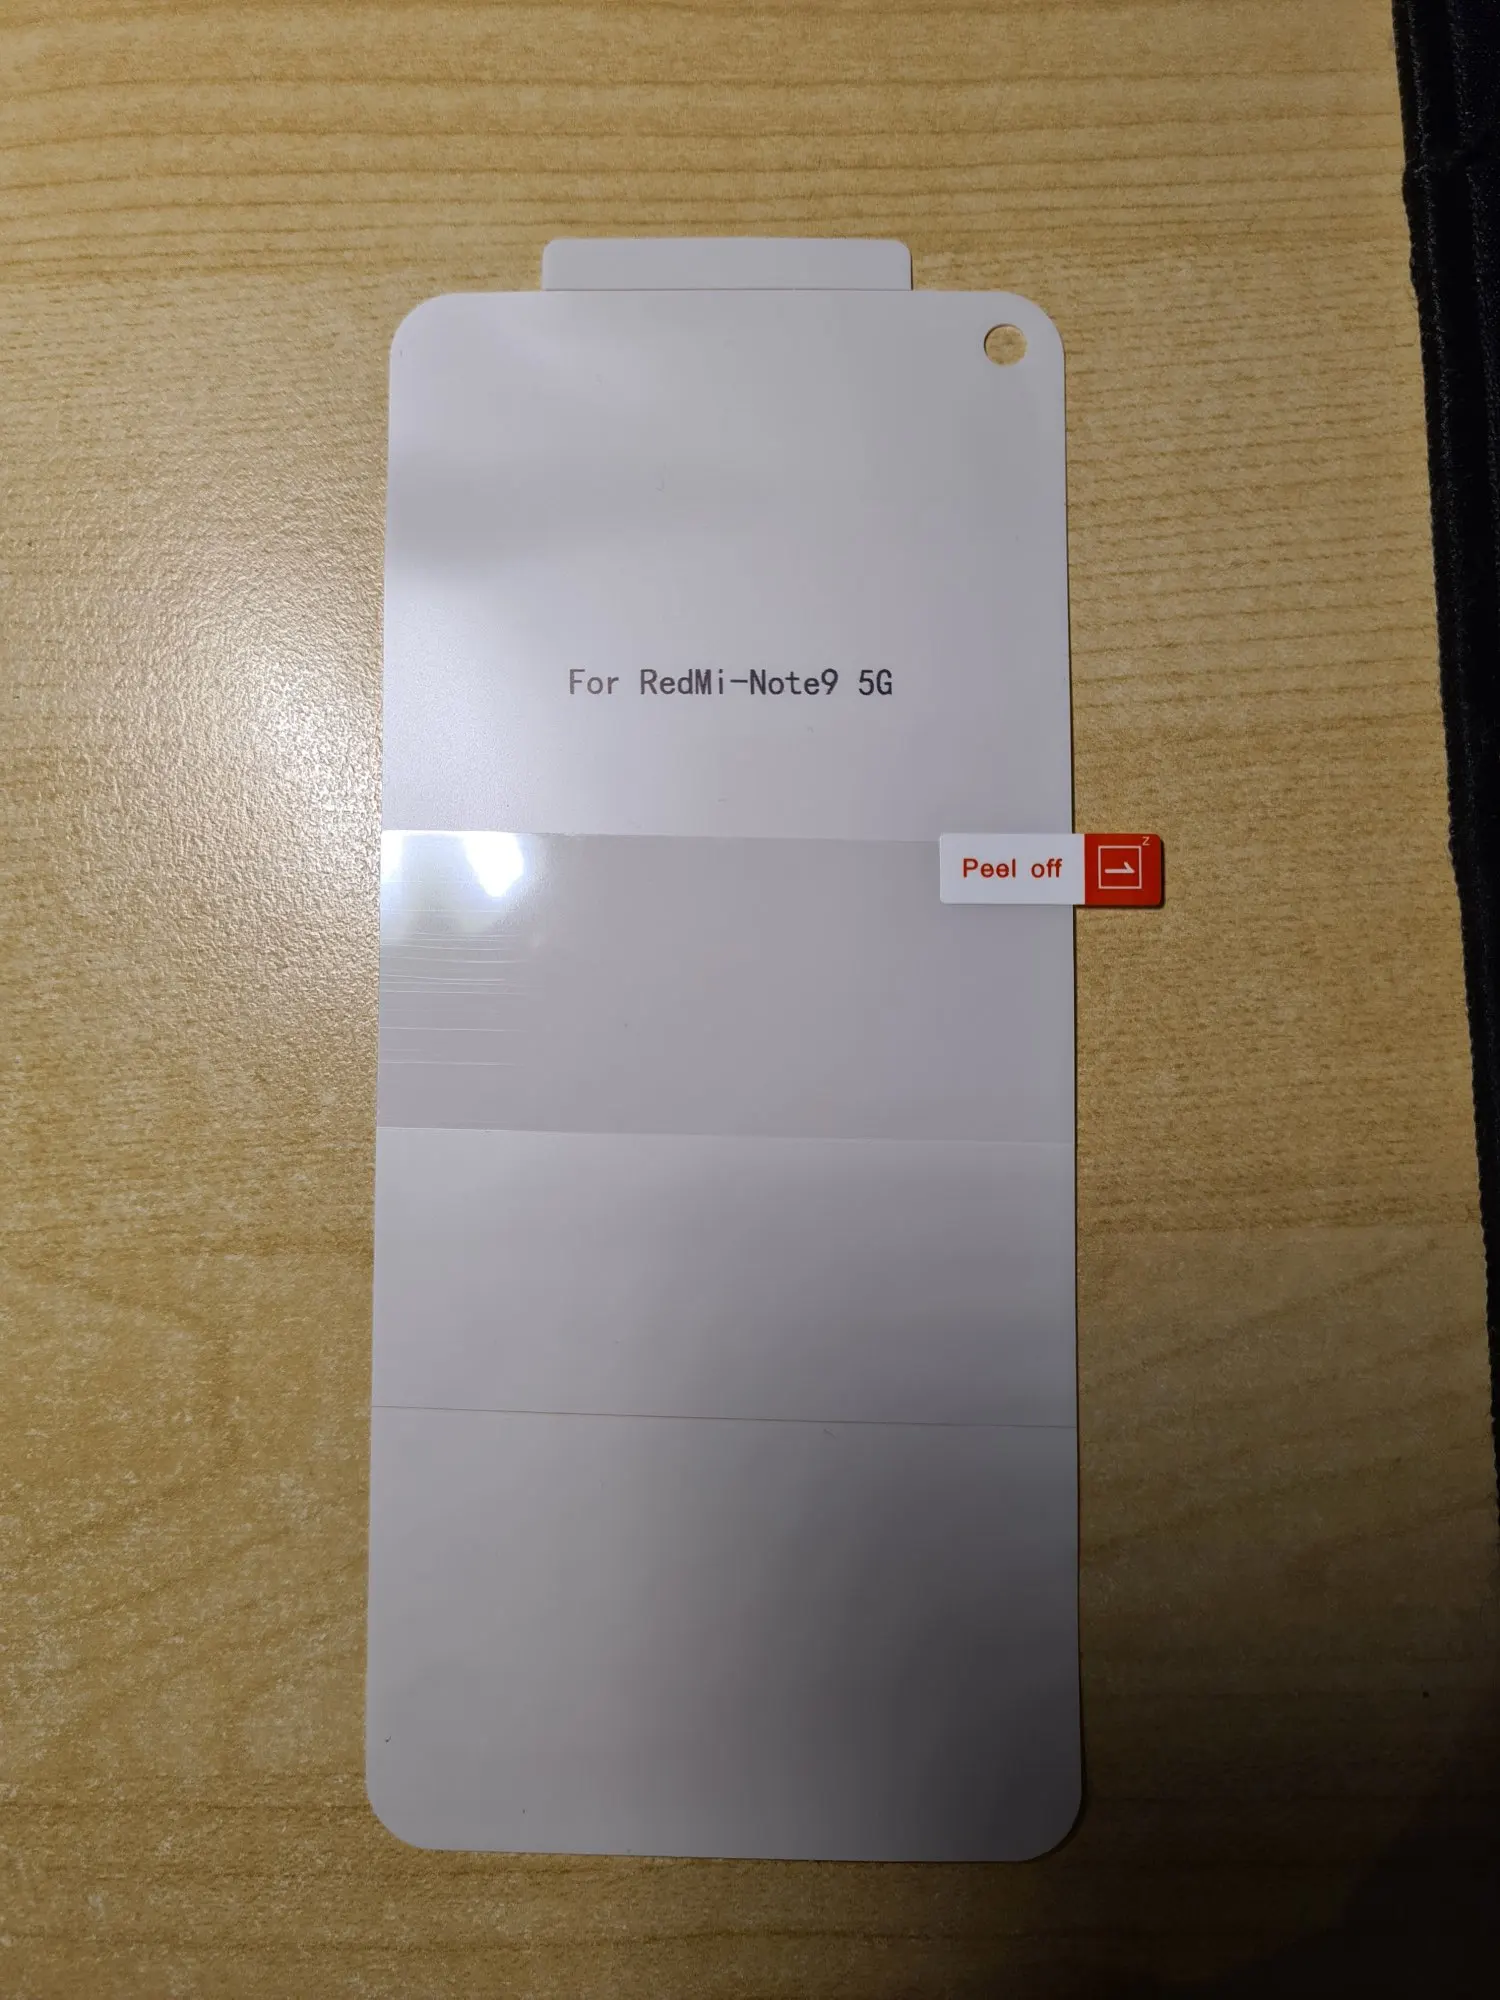 For RedMi-Note9 5G
Peel off
1
Z